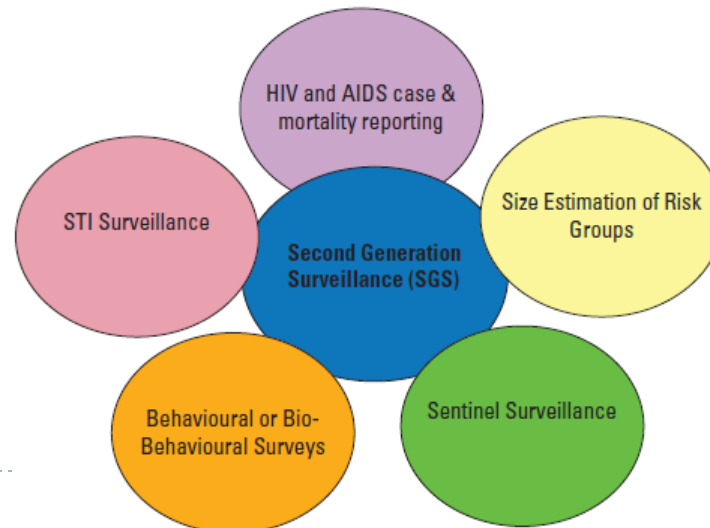 HIV and AIDS case &
mortality reporting
Size Estimation of Risk
Groups
STI Surveillance
Second Generation
Surveillance (SGS)
Sentinel Surveillance
Behavioural or Bio-
Behavioural Surveys